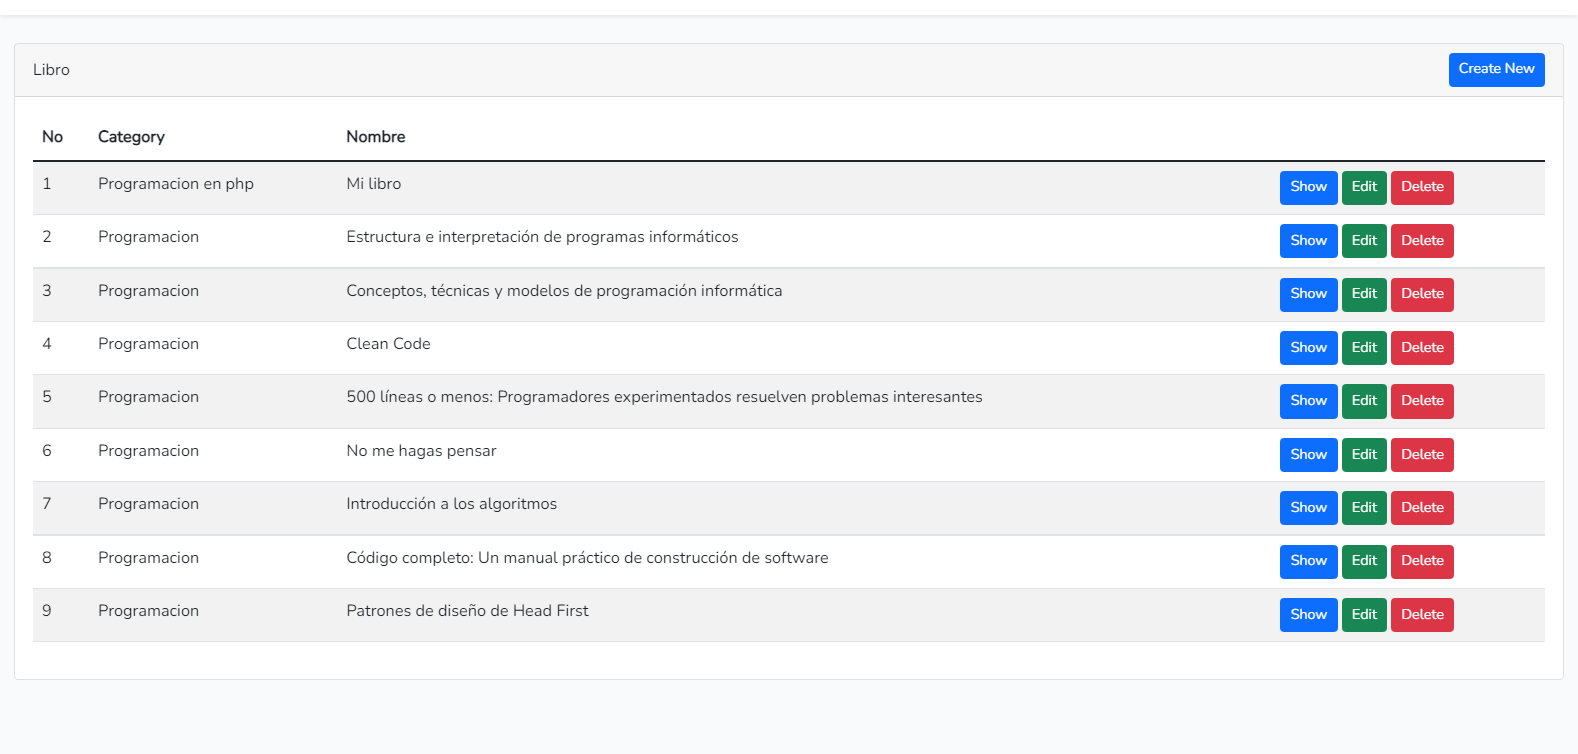 Libro Create New
No Category Nombre
1 Programacion en php Mi libro Show Edit Delete
2 Programacion Estructura e interpretación de programas informáticos Show Edit Delete
3 Programacion Conceptos, técnicas y modelos de programación informática Show Edit Delete
4 Programacion Clean Code Show Edit Delete
5 Programacion 500 líneas o menos: Programadores experimentados resuelven problemas interesantes Show Edit Delete
6 Programacion No me hagas pensar Show Edit Delete
7 Programacion Introducción a los algoritmos Show Edit Delete
8 Programacion Código completo: Un manual práctico de construcción de software Show Edit Delete
9 Programacion Patrones de diseño de Head First Show Edit Delete